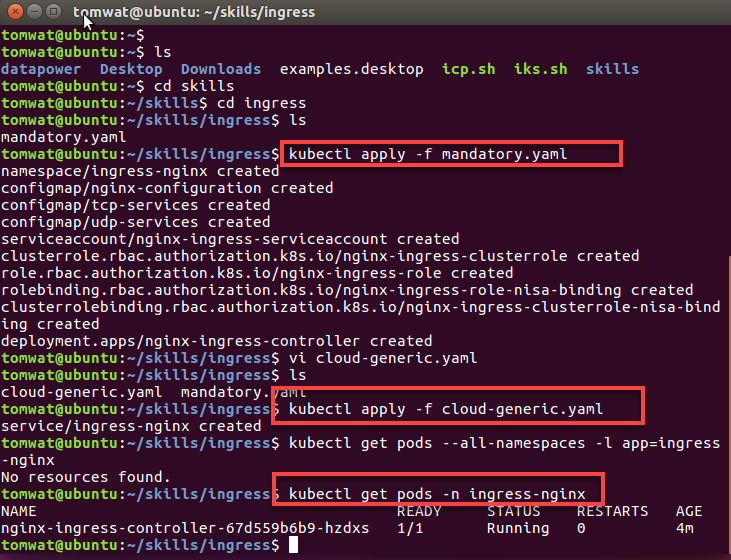 tomwat@ubuntu: ~/skills/ingress
tomwat@ubuntu:~$
tomwat@ubuntu:~$ ls
datapower  Desktop  Downloads  examples.desktop  icp.sh  iks.sh  skills
tomwat@ubuntu:~$ cd skills
tomwat@ubuntu:~/skills$ cd ingress
tomwat@ubuntu:~/skills/ingress$ ls
mandatory.yaml
tomwat@ubuntu:~/skills/ingress$ kubectl apply -f mandatory.yaml
namespace/ingress-nginx created
configmap/nginx-configuration created
configmap/tcp-services created
configmap/udp-services created
serviceaccount/nginx-ingress-serviceaccount created
clusterrole.rbac.authorization.k8s.io/nginx-ingress-clusterrole created
role.rbac.authorization.k8s.io/nginx-ingress-role created
rolebinding.rbac.authorization.k8s.io/nginx-ingress-role-nisa-binding created
clusterrolebinding.rbac.authorization.k8s.io/nginx-ingress-clusterrole-nisa-bind
ing created
deployment.apps/nginx-ingress-controller created
tomwat@ubuntu:~/skills/ingress$ vi cloud-generic.yaml
tomwat@ubuntu:~/skills/ingress$ ls
cloud-generic.yaml  mandatory.yaml
tomwat@ubuntu:~/skills/ingress$ kubectl apply -f cloud-generic.yaml
service/ingress-nginx created
tomwat@ubuntu:~/skills/ingress$ kubectl get pods --all-namespaces -l app=ingress
-nginx
No resources found.
tomwat@ubuntu:~/skills/ingress$ kubectl get pods -n ingress-nginx
NAME                                        READY     STATUS    RESTARTS   AGE
nginx-ingress-controller-67d559b6b9-hzdxs   1/1       Running   0          4m
tomwat@ubuntu:~/skills/ingress$